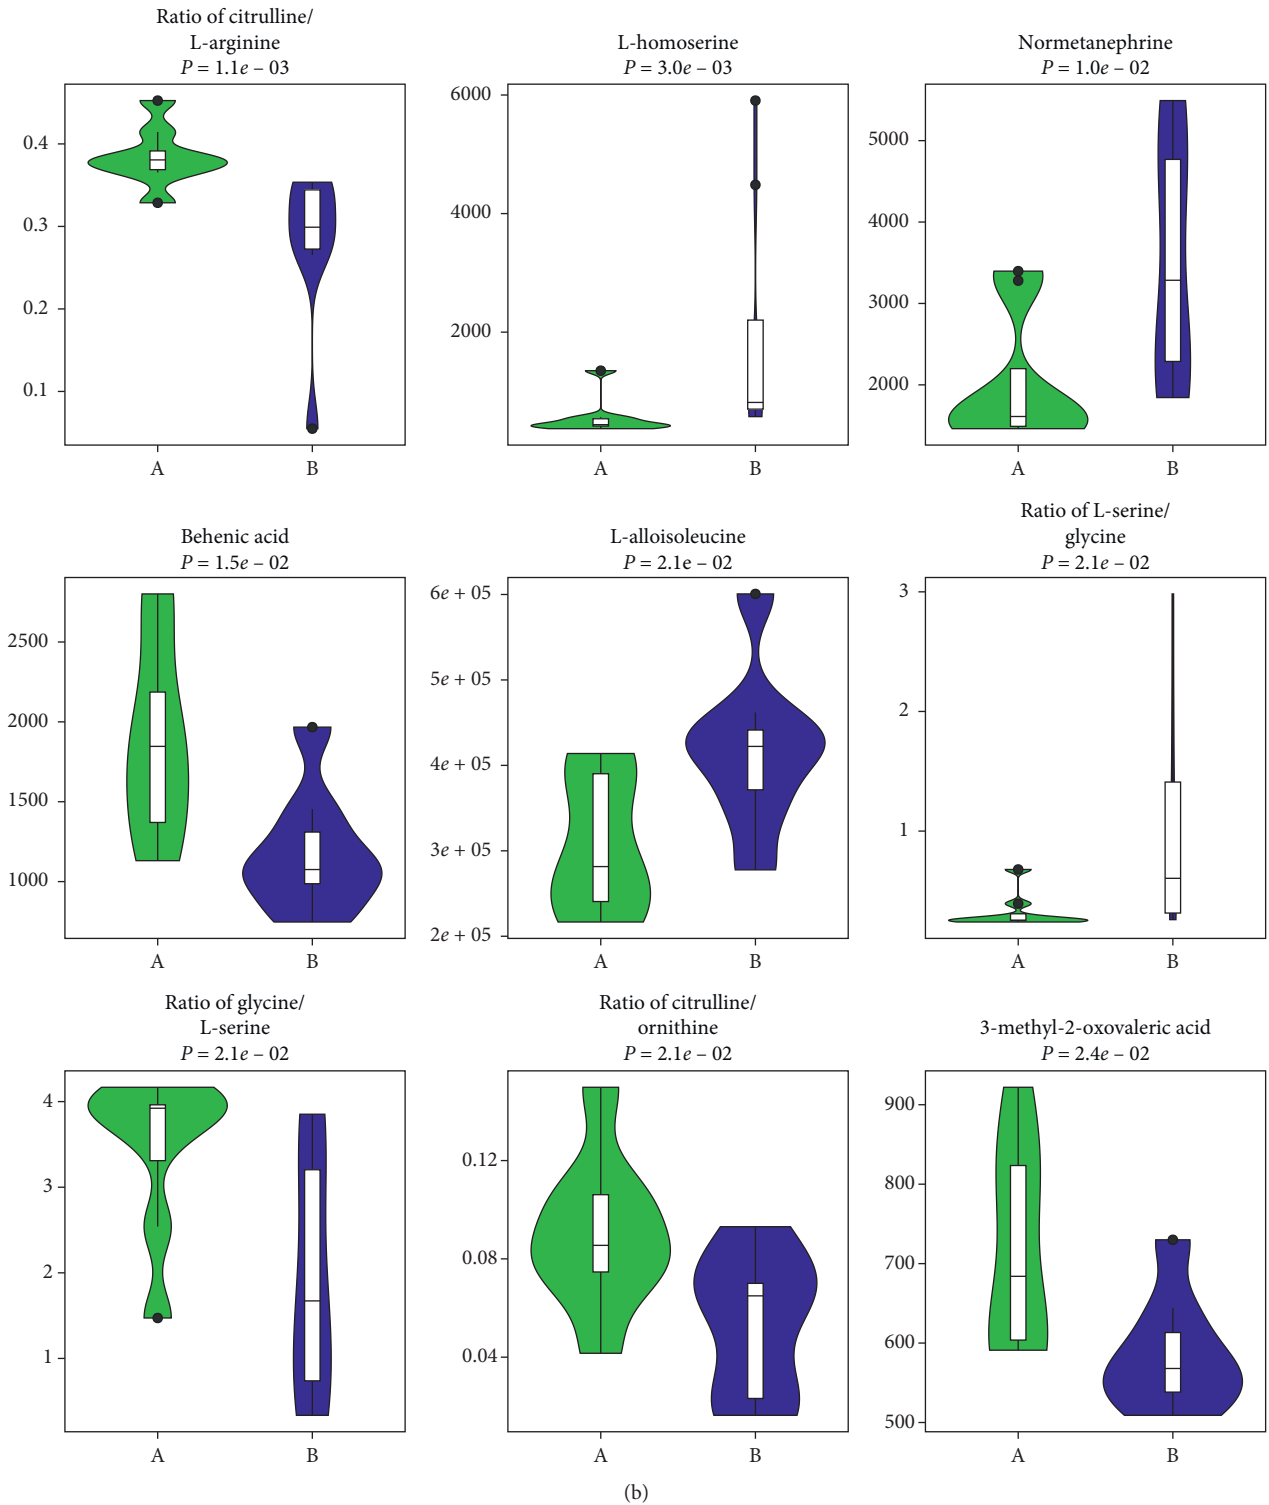 Ratio of citrulline/
L-arginine
P = 1.1e – 03
0.4
0.3
0.2
0.1
A
B
L-homoserine
P = 3.0e – 03
6000
4000
2000
A
B
Normetanephrine
P = 1.0e – 02
5000
4000
3000
2000
A
B
Behenic acid
P = 1.5e – 02
2500
2000
1500
1000
A
B
L-alloisoleucine
P = 2.1e – 02
6e + 05
5e + 05
4e + 05
3e + 05
2e + 05
A
B
Ratio of L-serine/
glycine
P = 2.1e – 02
3
2
1
A
B
Ratio of glycine/
L-serine
P = 2.1e – 02
4
3
2
1
A
B
Ratio of citrulline/
ornithine
P = 2.1e – 02
0.12
0.08
0.04
A
B
3-methyl-2-oxovaleric acid
P = 2.4e – 02
900
800
700
600
500
A
B
(b)